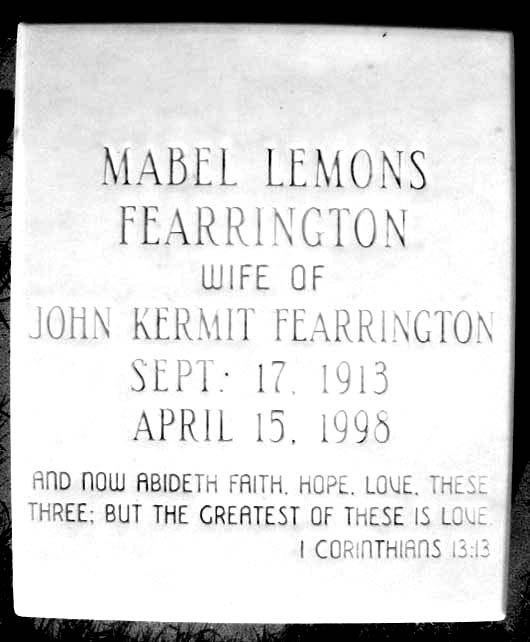 MABEL LEMONS
FEARRINGTON
WIFE OF
JOHN KERMIT FEARRINGTON
SEPT. 17, 1913
APRIL 15, 1998
AND NOW ABIDETH FAITH, HOPE, LOVE, THESE
THREE; BUT THE GREATEST OF THESE IS LOVE.
1 CORINTHIANS 13:13